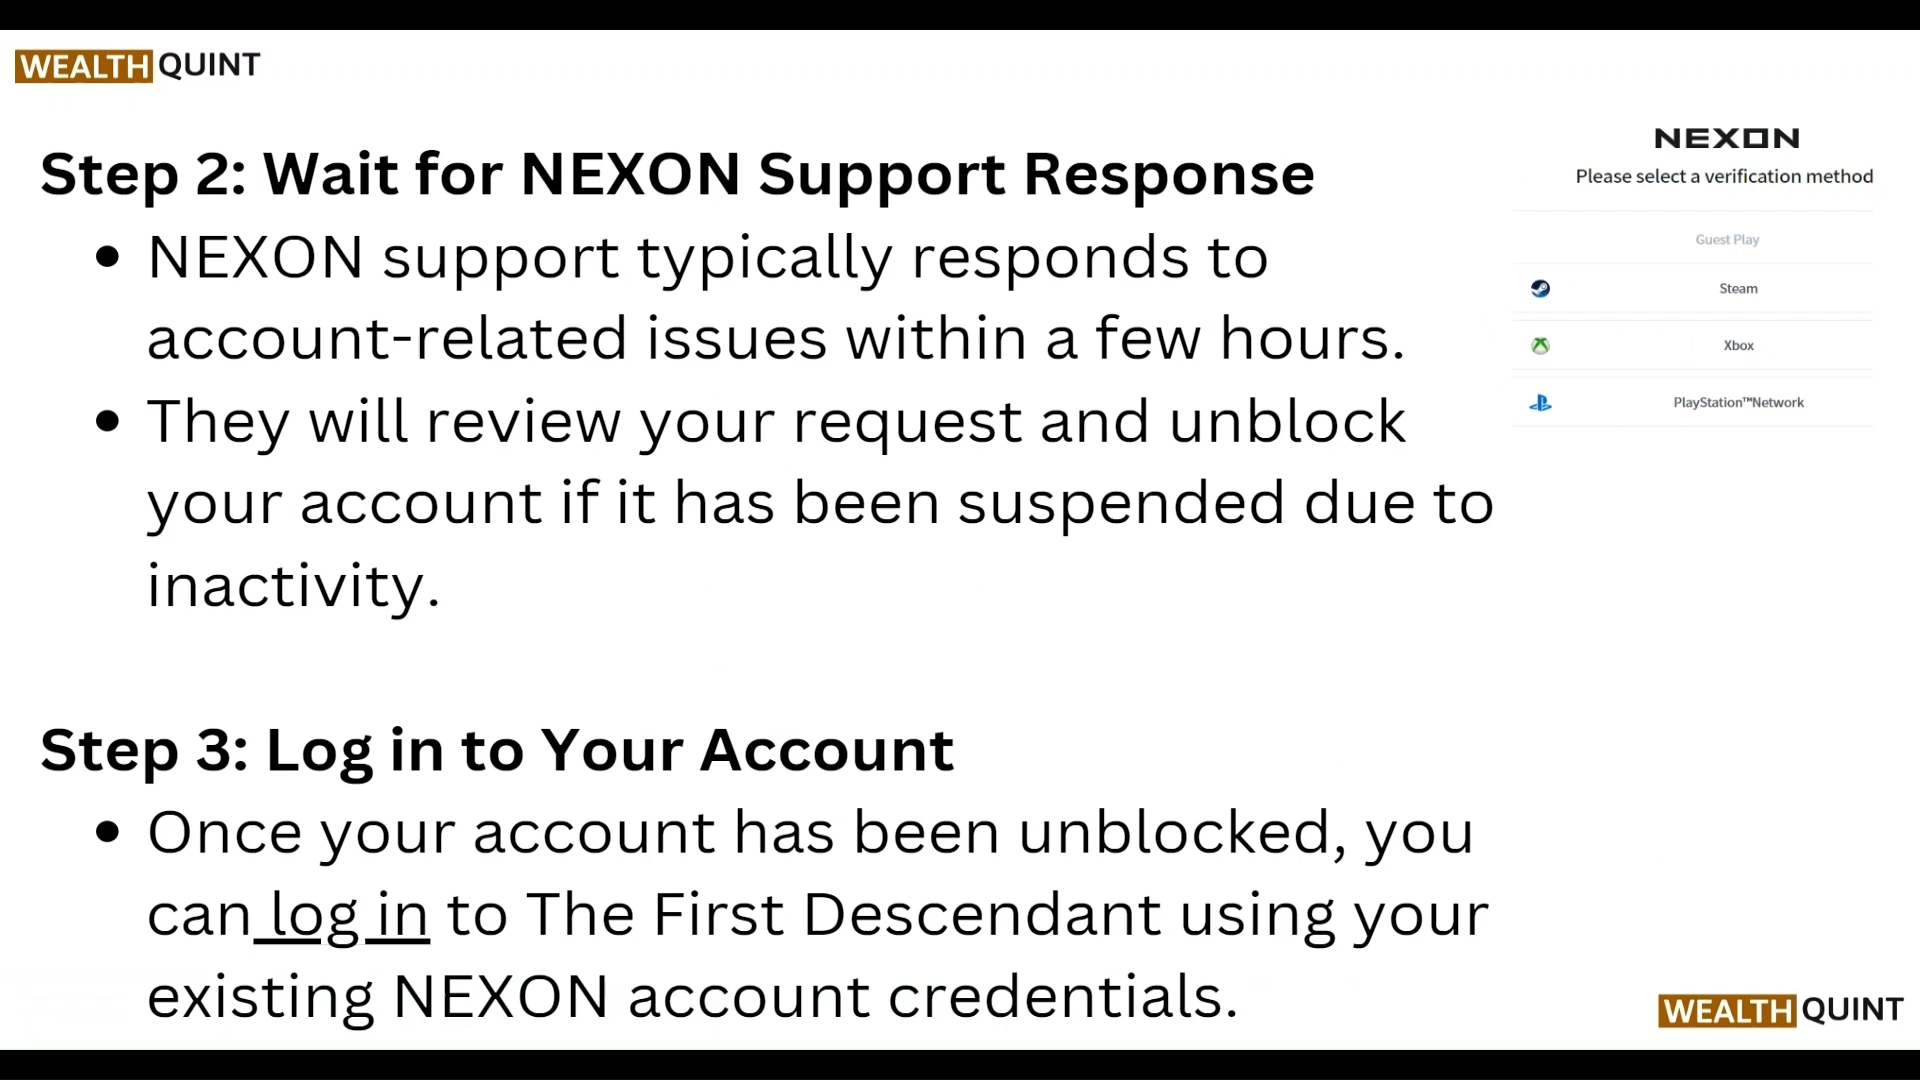 WEALTH QUINT
Step 2: Wait for NEXON Support Response
• NEXON support typically responds to
account-related issues within a few hours.
• They will review your request and unblock
your account if it has been suspended due to
inactivity.
Step 3: Log in to Your Account
• Once your account has been unblocked, you
can log in to The First Descendant using your
existing NEXON account credentials.
NEXON
Please select a verification method
Guest Play
Steam
Xbox
PlayStation™Network
WEALTH QUINT